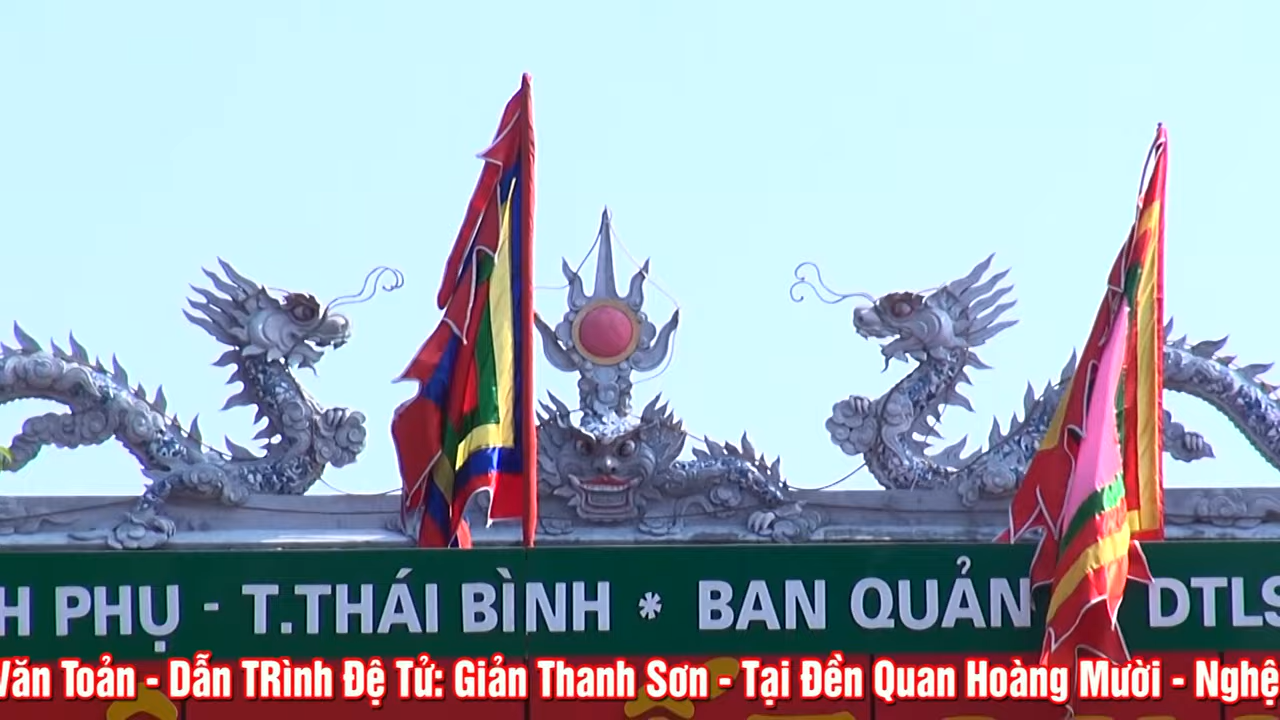 H PHỤ - T.THÁI BÌNH * BAN QUẢN DTLS
Văn Toản - Dẫn TRình Đệ Tử: Giản Thanh Sơn - Tại Đền Quan Hoàng Mười - Nghệ